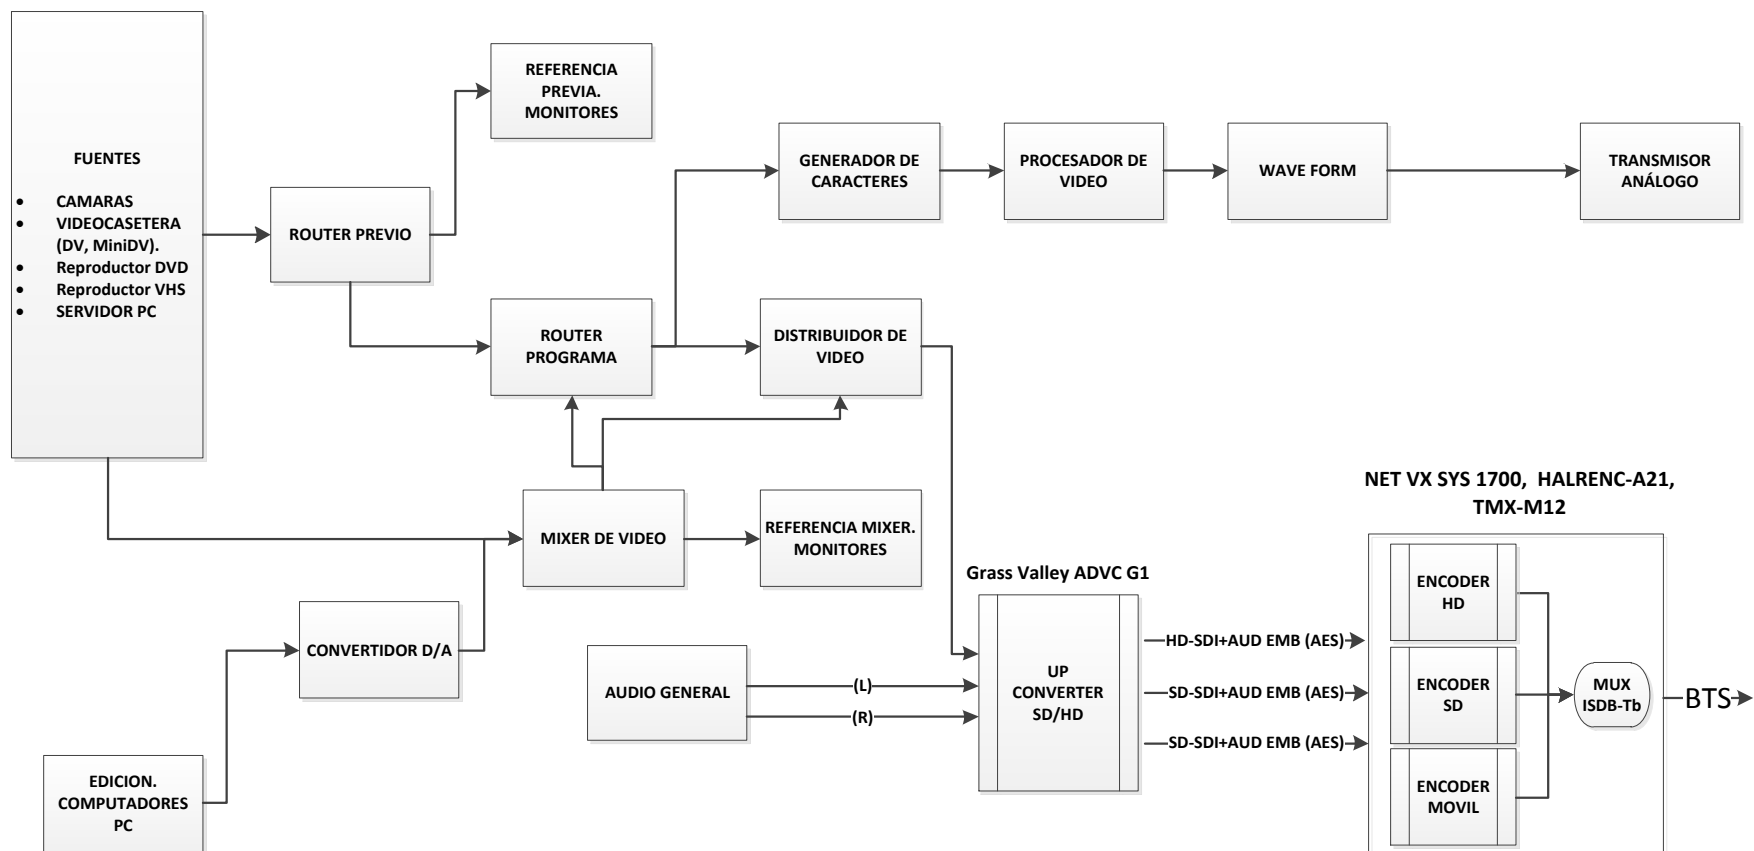 FUENTES
• CAMARAS
• VIDEOCASETERA
(DV, MiniDV).
• Reproductor DVD
• Reproductor VHS
• SERVIDOR PC
ROUTER PREVIO
REFERENCIA
PREVIA.
MONITORES
GENERADOR DE
CARACTERES
PROCESADOR DE
VIDEO
WAVE FORM
TRANSMISOR
ANÁLOGO
ROUTER
PROGRAMA
DISTRIBUIDOR DE
VIDEO
MIXER DE VIDEO
REFERENCIA MIXER.
MONITORES
CONVERTIDOR D/A
EDICION.
COMPUTADORES
PC
AUDIO GENERAL
(L)
(R)
Grass Valley ADVC G1
UP
CONVERTER
SD/HD
HD-SDI+AUD EMB (AES)
SD-SDI+AUD EMB (AES)
SD-SDI+AUD EMB (AES)
NET VX SYS 1700, HALRENC-A21,
TMX-M12
ENCODER
HD
ENCODER
SD
ENCODER
MOVIL
MUX
ISDB-Tb
BTS